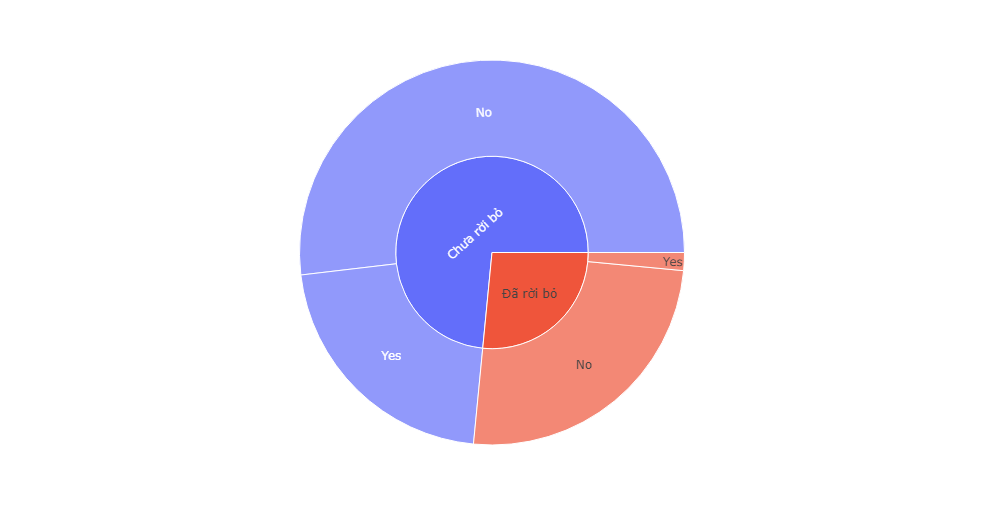 No
Chưa rời bỏ
Yes
Đã rời bỏ
Yes
No